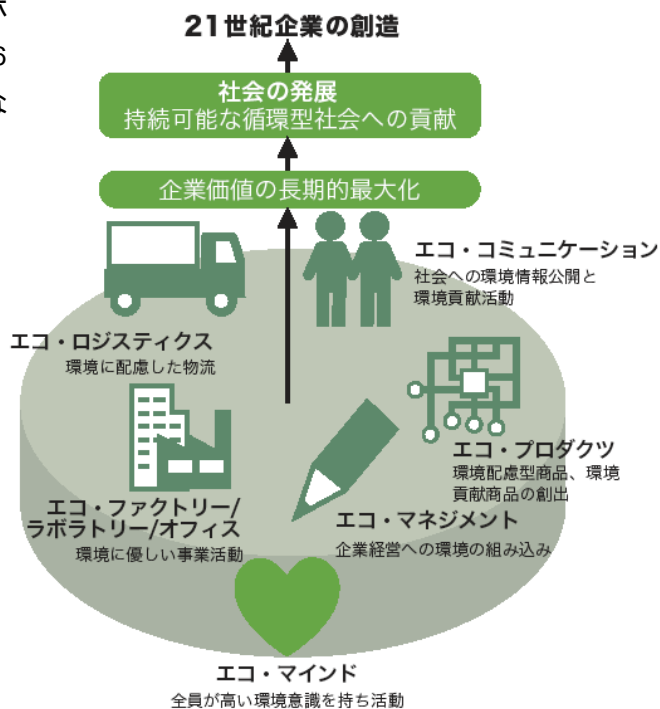 21世紀企業の創造
社会の発展
持続可能な循環型社会への貢献
企業価値の長期的最大化
エコ・コミュニケーション
社会への環境情報公開と
環境貢献活動
エコ・ロジスティクス
環境に配慮した物流
エコ・プロダクツ
環境配慮型商品、環境
貢献商品の創出
エコ・ファクトリー/
ラボラトリー/オフィス
環境に優しい事業活動
エコ・マネジメント
企業経営への環境の組み込み
エコ・マインド
全員が高い環境意識を持ち活動